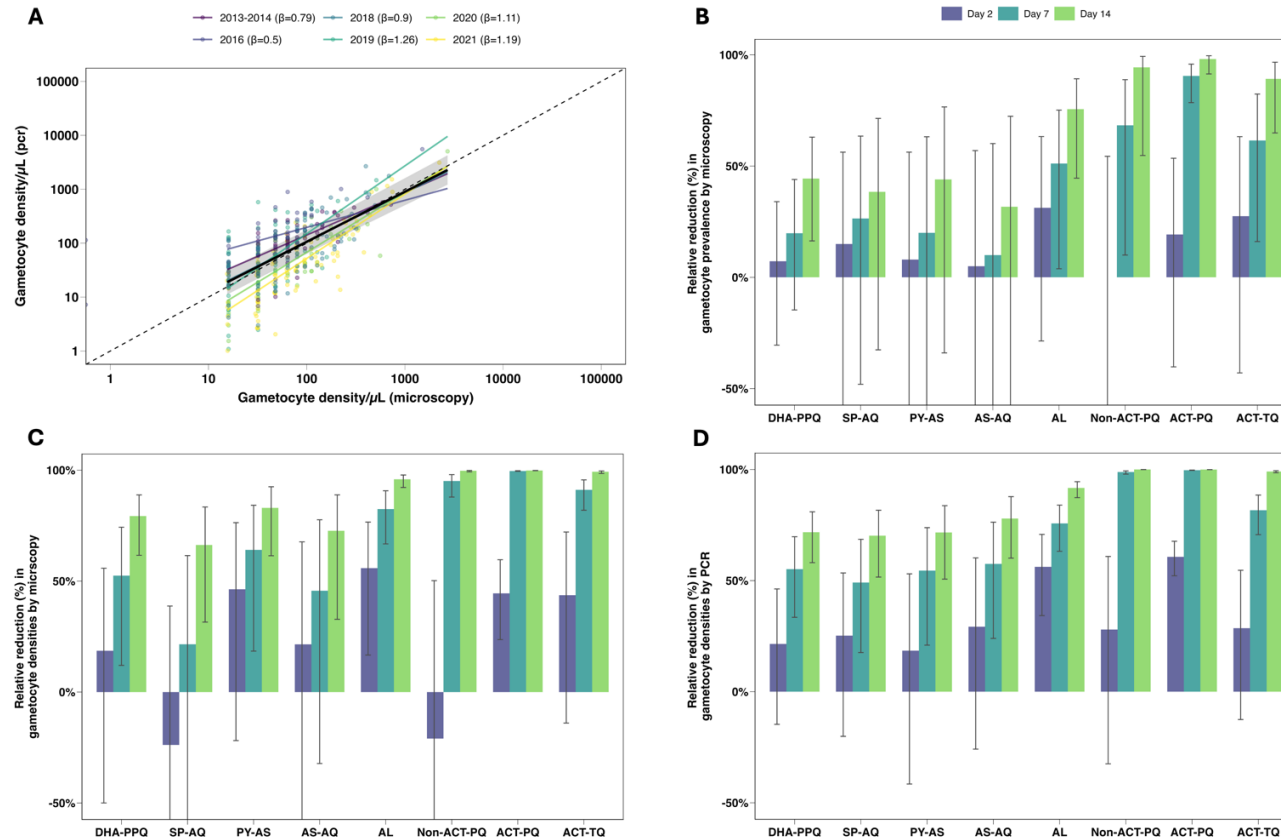 A
2013-2014 (β=0.79)
2018 (β=0.9)
2020 (β=1.11)
2016 (β=0.5)
2019 (β=1.26)
2021 (β=1.19)
Gametocyte density/μL (pcr)
100000
10000
1000
100
10
1
1
10
100
1000
10000
100000
Gametocyte density/μL (microscopy)
B
Day 2
Day 7
Day 14
Relative reduction (%) in
gametocyte prevalence by microscopy
100%
50%
0%
-50%
DHA-PPQ
SP-AQ
PY-AS
AS-AQ
AL
Non-ACT-PQ
ACT-PQ
ACT-TQ
C
Relative reduction (%) in
gametocyte densities by micrscopy
100%
50%
0%
-50%
DHA-PPQ
SP-AQ
PY-AS
AS-AQ
AL
Non-ACT-PQ
ACT-PQ
ACT-TQ
D
Relative reduction (%) in
gametocyte densities by PCR
100%
50%
0%
-50%
DHA-PPQ
SP-AQ
PY-AS
AS-AQ
AL
Non-ACT-PQ
ACT-PQ
ACT-TQ